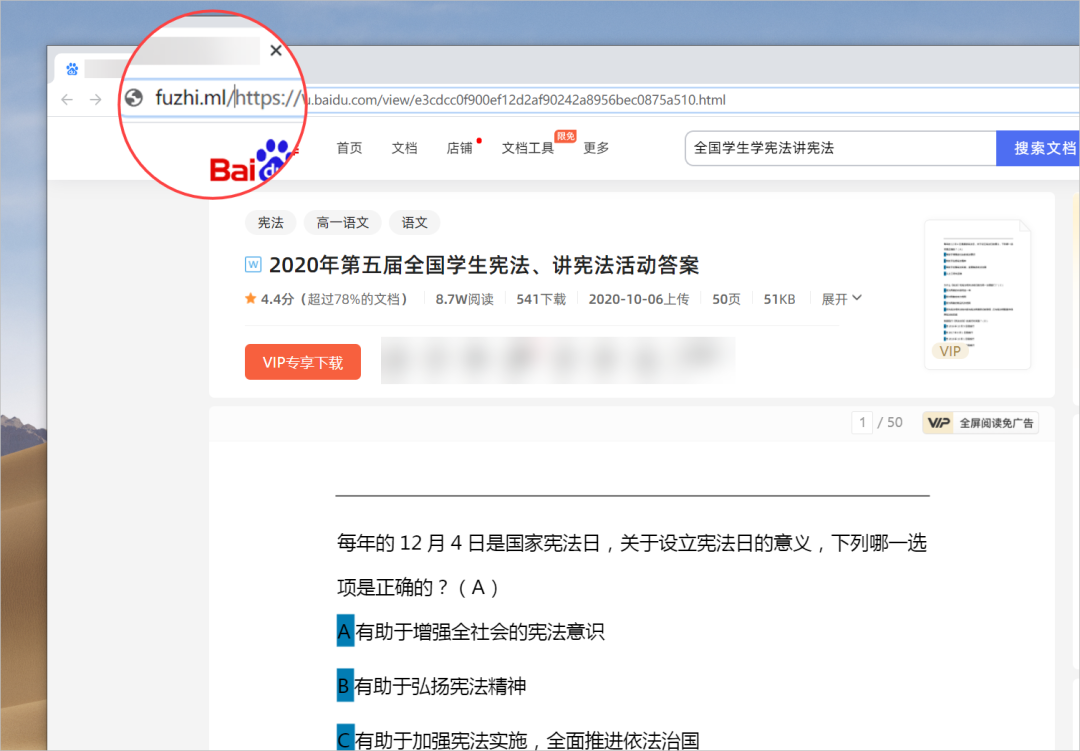 fuzhi.ml/https://u.baidu.com/view/e3cdcc0f900ef12d2af90242a8956bec0875a510.html
Bai du
首页 文档 店铺 文档工具 限免 更多 全国学生学宪法讲宪法 搜索文档
宪法 高一语文 语文
W 2020年第五届全国学生宪法、讲宪法活动答案
4.4分（超过78%的文档） 8.7W阅读 541下载 2020-10-06上传 50页 51KB 展开
VIP
VIP专享下载
1 / 50 VIP 全屏阅读免广告
每年的 12 月 4 日是国家宪法日，关于设立宪法日的意义，下列哪一选
项是正确的？（ A ）
A 有助于增强全社会的宪法意识
B 有助于弘扬宪法精神
C 有助于加强宪法实施，全面推进依法治国